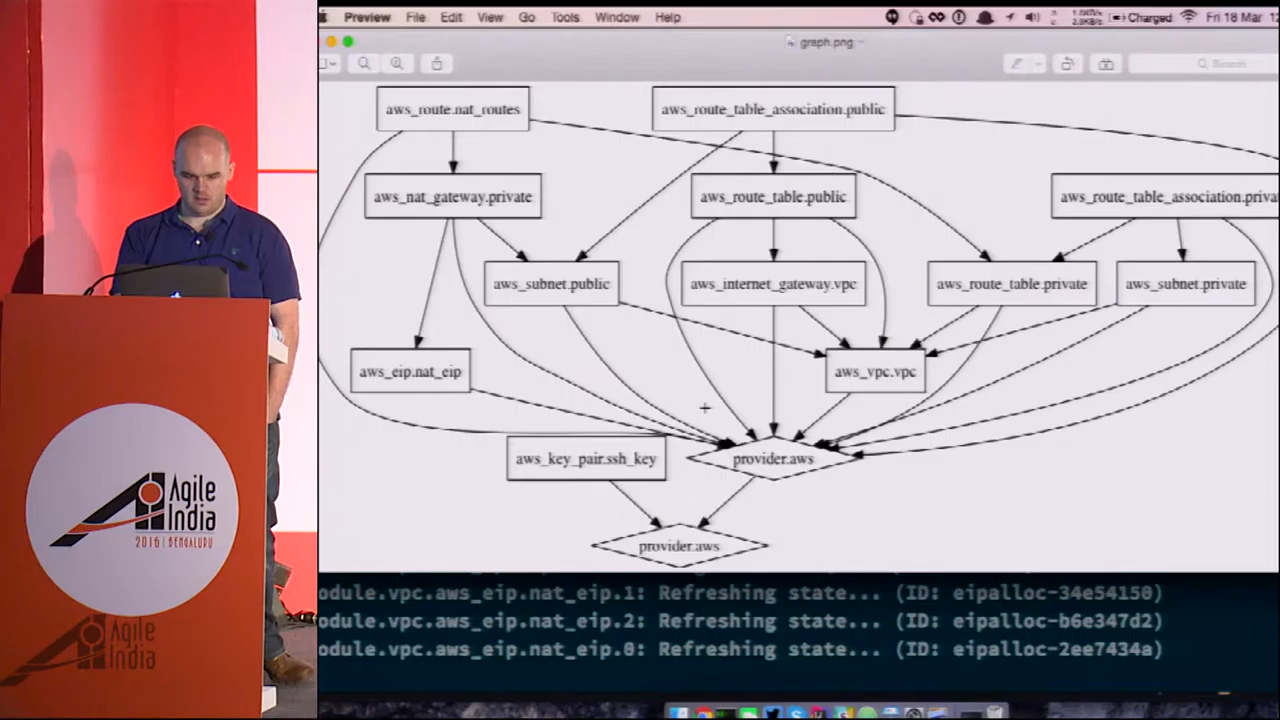 Preview File Edit View Go Tools Window Help
Charged Fri 18 Mar
graph.png
Search
aws_route.nat_routes
aws_route_table_association.public
aws_nat_gateway.private
aws_route_table.public
aws_route_table_association.priva
aws_subnet.public
aws_internet_gateway.vpc
aws_route_table.private
aws_subnet.private
aws_eip.nat_eip
aws_vpc.vpc
aws_key_pair.ssh_key
provider.aws
provider.aws
odule.vpc.aws_eip.nat_eip.1: Refreshing state... (ID: eipalloc-34e54150)
odule.vpc.aws_eip.nat_eip.2: Refreshing state... (ID: eipalloc-b6e347d2)
odule.vpc.aws_eip.nat_eip.0: Refreshing state... (ID: eipalloc-2ee7434a)
Agile
India
2016 | BENGALURU
Agile
India